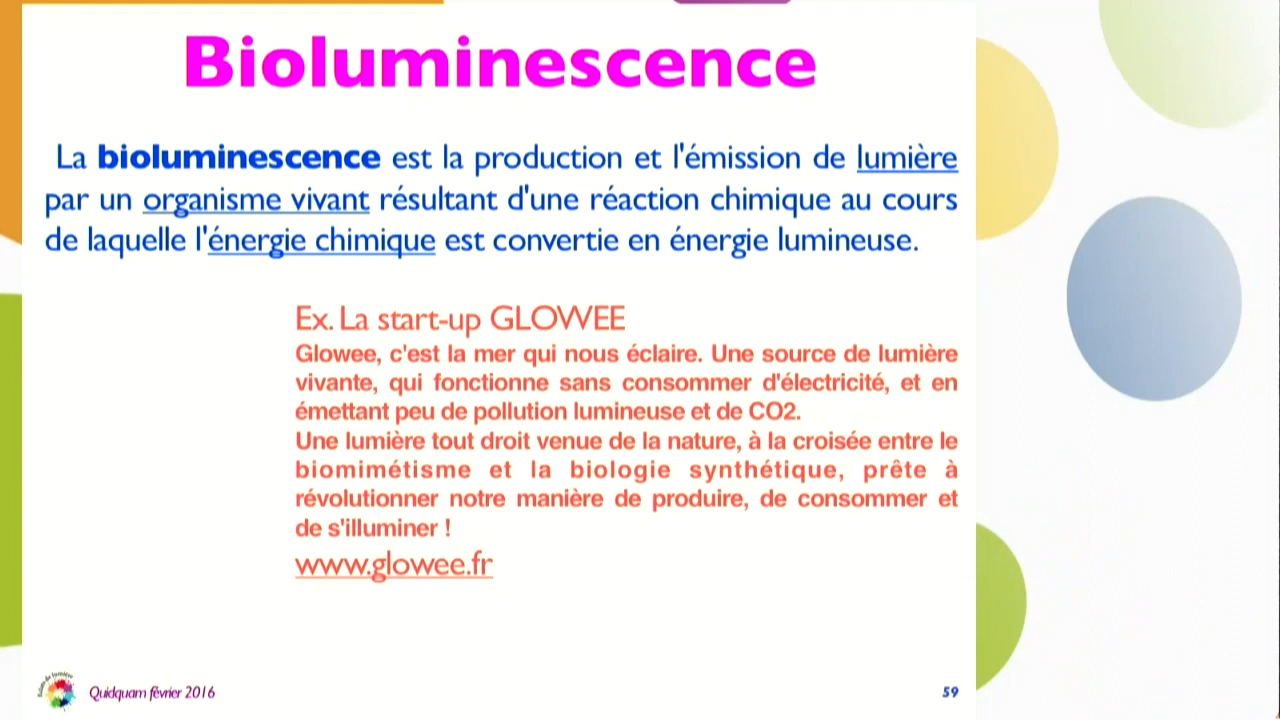 Bioluminescence
La bioluminescence est la production et l'émission de lumière
par un organisme vivant résultant d'une réaction chimique au cours
de laquelle l'énergie chimique est convertie en énergie lumineuse.
Ex. La start-up GLOWEE
Glowee, c'est la mer qui nous éclaire. Une source de lumière
vivante, qui fonctionne sans consommer d'électricité, et en
émettant peu de pollution lumineuse et de CO2.
Une lumière tout droit venue de la nature, à la croisée entre le
biomimétisme et la biologie synthétique, prête à
révolutionner notre manière de produire, de consommer et
de s'illuminer !
www.glowee.fr
Quidquam février 2016
59